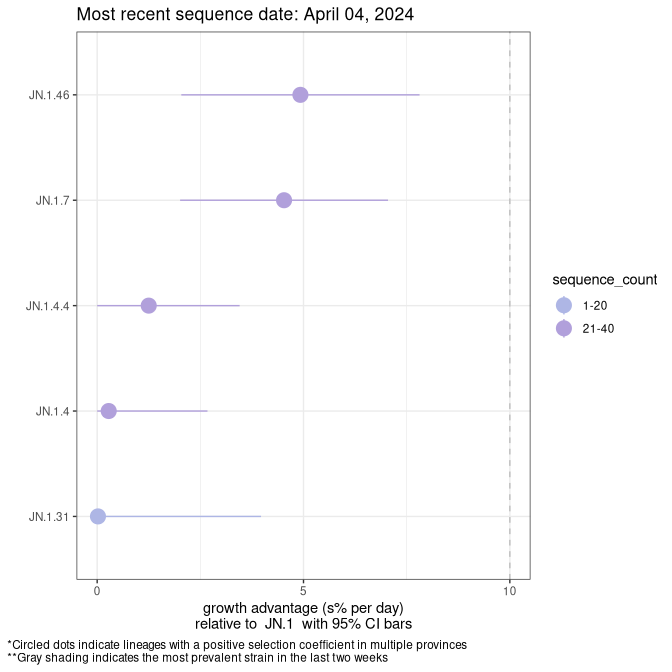 Most recent sequence date: April 04, 2024
JN.1.46
JN.1.7
JN.1.4.4
JN.1.4
JN.1.31
0 5 10
growth advantage (s% per day)
relative to JN.1 with 95% CI bars
sequence_count
1-20
21-40
*Circled dots indicate lineages with a positive selection coefficient in multiple provinces
**Gray shading indicates the most prevalent strain in the last two weeks